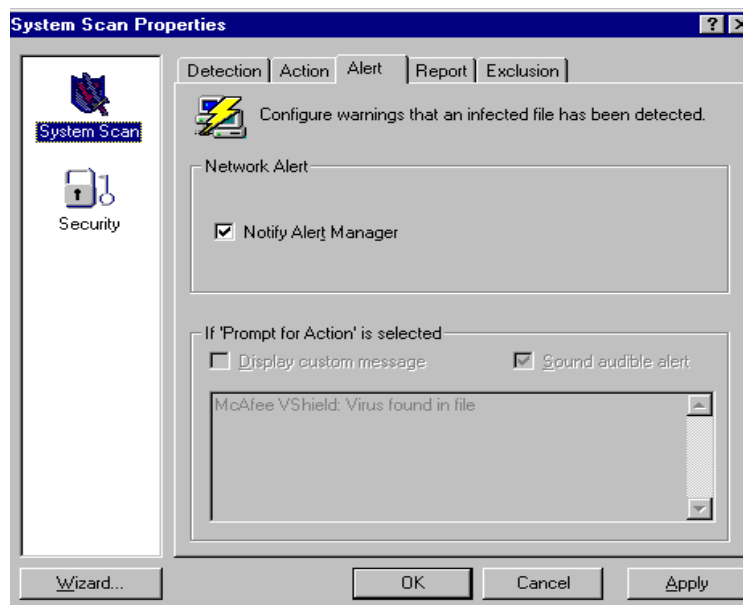 System Scan Properties
System Scan
Security
Detection Action Alert Report Exclusion
Configure warnings that an infected file has been detected.
Network Alert
Notify Alert Manager
If 'Prompt for Action' is selected
Display custom message Sound audible alert
McAfee VShield: Virus found in file
Wizard... OK Cancel Apply